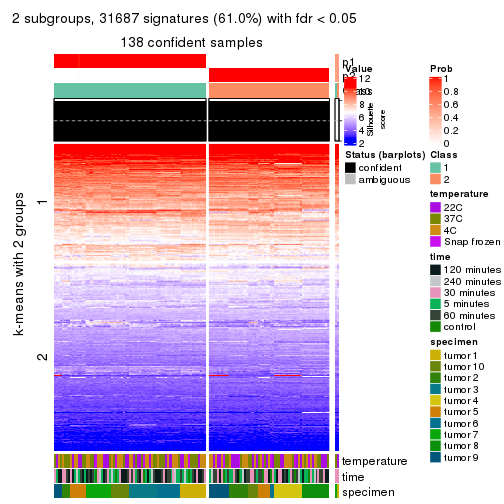 2 subgroups, 31687 signatures (61.0%) with fdr < 0.05
138 confident samples
p1
Value
12
8
6
4
2
Silhouette
score
Prob
1
0.8
0.6
0.4
0.2
0
Status (barplots)
confident
ambiguous
Class
1
2
temperature
22C
37C
4C
Snap frozen
time
120 minutes
240 minutes
30 minutes
5 minutes
60 minutes
control
specimen
tumor 1
tumor 10
tumor 2
tumor 3
tumor 4
tumor 5
tumor 6
tumor 7
tumor 8
tumor 9
k-means with 2 groups
1
2
temperature
time
specimen